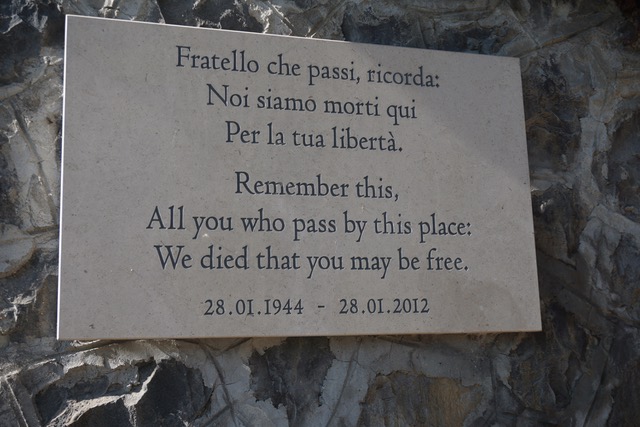 Fratello che passi, ricorda:
Noi siamo morti qui
Per la tua libertà.
Remember this,
All you who pass by this place:
We died that you may be free.
28.01.1944 - 28.01.2012